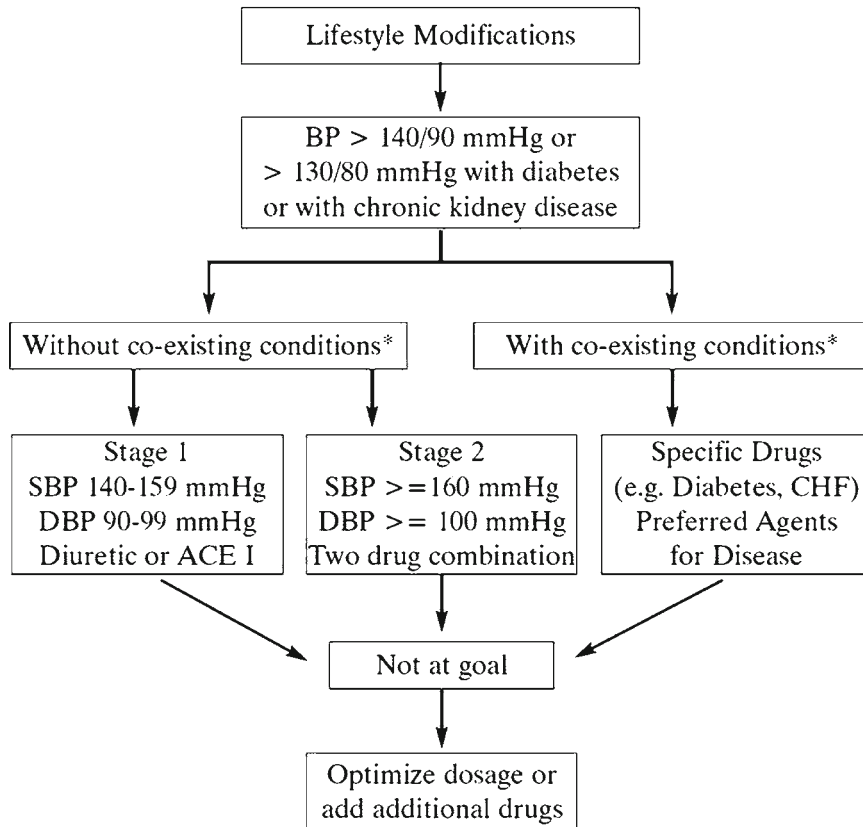 Lifestyle Modifications
BP > 140/90 mmHg or
> 130/80 mmHg with diabetes
or with chronic kidney disease
Without co-existing conditions*
With co-existing conditions*
Stage 1
SBP 140-159 mmHg
DBP 90-99 mmHg
Diuretic or ACE I
Stage 2
SBP >=160 mmHg
DBP >= 100 mmHg
Two drug combination
Specific Drugs
(e.g. Diabetes, CHF)
Preferred Agents
for Disease
Not at goal
Optimize dosage or
add additional drugs